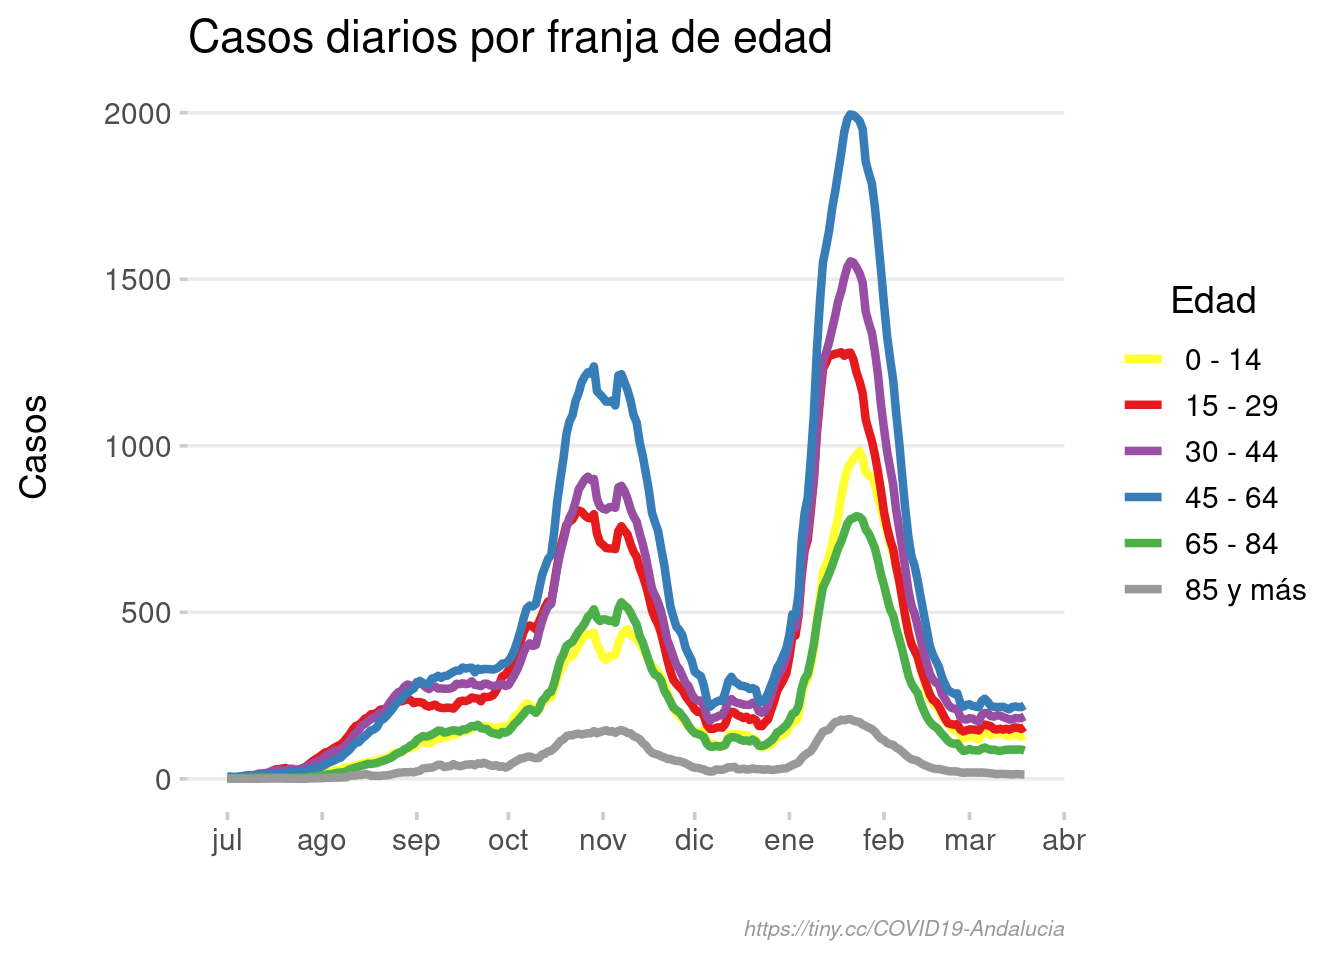 Casos diarios por franja de edad
Casos
2000
1500
1000
500
0
jul ago sep oct nov dic ene feb mar abr
Edad
0 - 14
15 - 29
30 - 44
45 - 64
65 - 84
85 y más
https://tiny.cc/COVID19-Andalucia